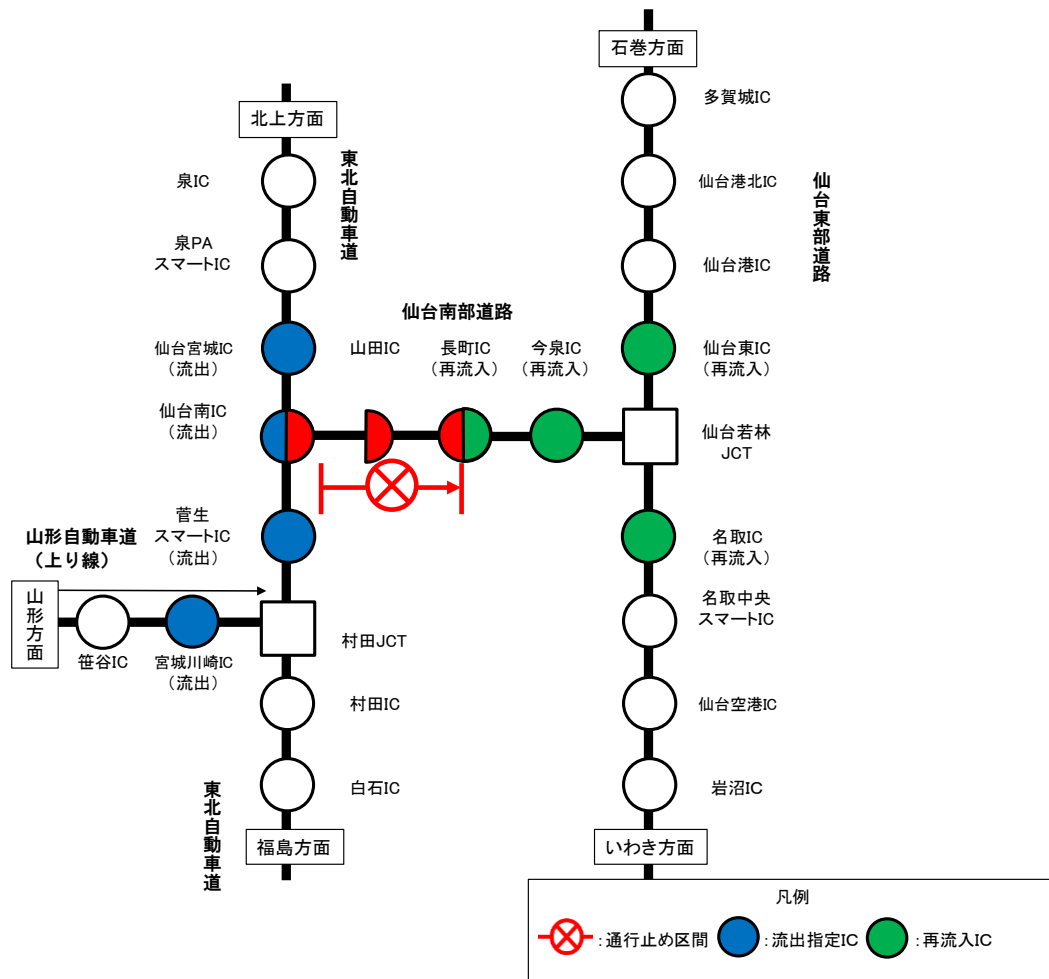 石巻方面
多賀城IC
北上方面
東北自動車道
泉IC
仙台港北IC
仙台東部道路
泉PA
スマートIC
仙台港IC
仙台南部道路
仙台宮城IC
（流出）
山田IC
長町IC
（再流入）
今泉IC
（再流入）
仙台東IC
（再流入）
仙台南IC
（流出）
仙台若林
JCT
菅生
スマートIC
（流出）
名取IC
（再流入）
山形自動車道
（上り線）
山形方面
笹谷IC
宮城川崎IC
（流出）
村田JCT
名取中央
スマートIC
村田IC
仙台空港IC
東北自動車道
白石IC
岩沼IC
福島方面
いわき方面
凡例
：通行止め区間
：流出指定IC
：再流入IC